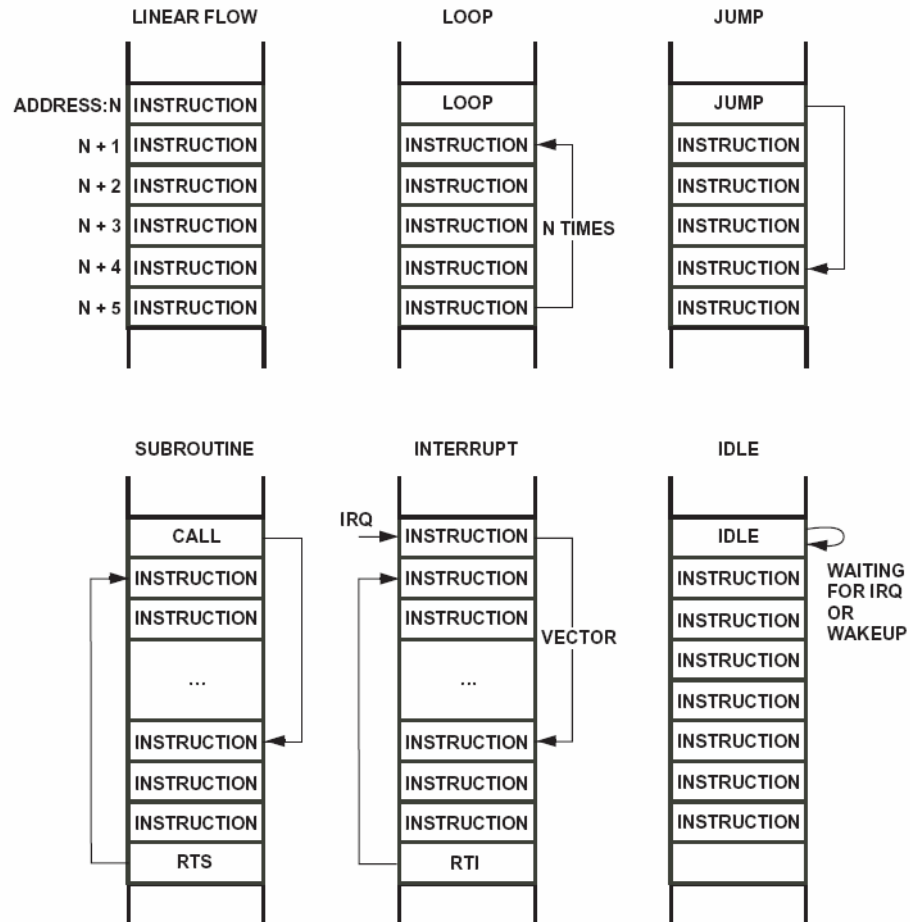 LINEAR FLOW
LOOP
JUMP
ADDRESS:N INSTRUCTION
N + 1 INSTRUCTION
N + 2 INSTRUCTION
N + 3 INSTRUCTION
N + 4 INSTRUCTION
N + 5 INSTRUCTION
LOOP
INSTRUCTION
INSTRUCTION
INSTRUCTION
INSTRUCTION
INSTRUCTION
N TIMES
JUMP
INSTRUCTION
INSTRUCTION
INSTRUCTION
INSTRUCTION
INSTRUCTION
SUBROUTINE
INTERRUPT
IDLE
CALL
INSTRUCTION
INSTRUCTION
...
INSTRUCTION
INSTRUCTION
INSTRUCTION
RTS
IRQ
INSTRUCTION
INSTRUCTION
INSTRUCTION
VECTOR
...
INSTRUCTION
INSTRUCTION
INSTRUCTION
RTI
IDLE
WAITING
FOR IRQ
OR
WAKEUP
INSTRUCTION
INSTRUCTION
INSTRUCTION
INSTRUCTION
INSTRUCTION
INSTRUCTION
INSTRUCTION